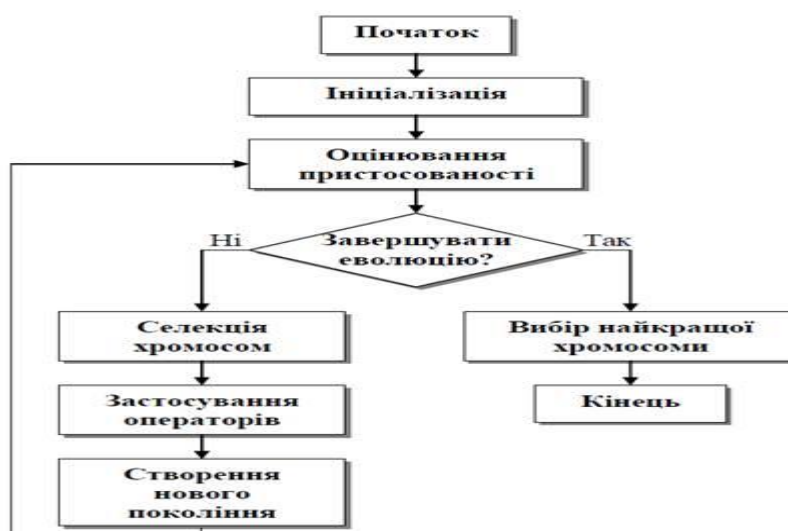 Початок
Ініціалізація
Оцінювання
пристосованості
Завершувати
еволюцію?
Ні
Так
Селекція
хромосом
Вибір найкращої
хромосоми
Застосування
операторів
Кінець
Створення
нового
покоління